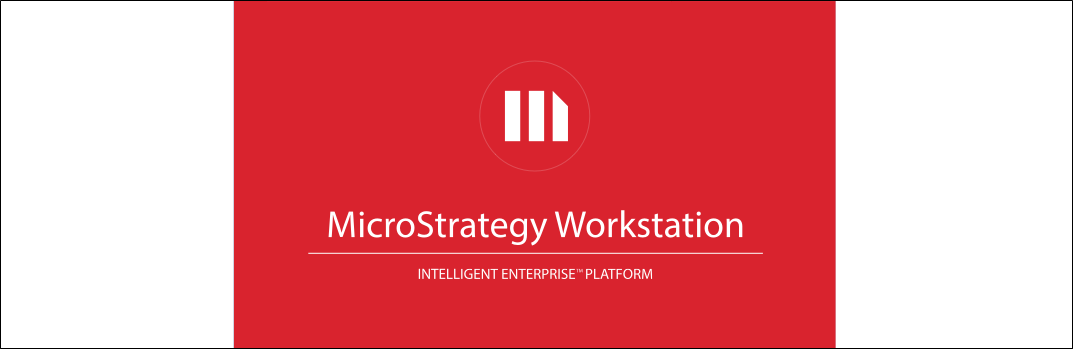 MicroStrategy Workstation
INTELLIGENT ENTERPRISE™ PLATFORM